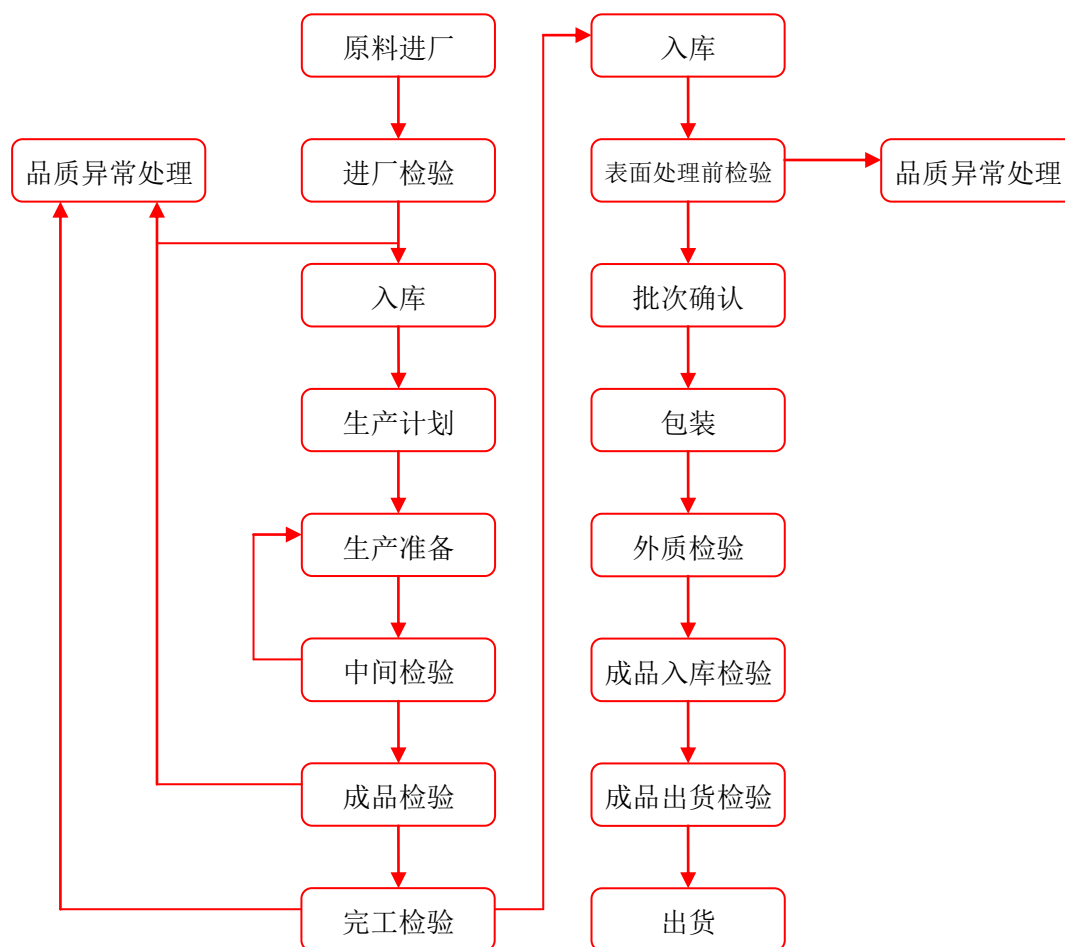 原料进厂
进厂检验
品质异常处理
入库
生产计划
生产准备
中间检验
成品检验
完工检验
入库
表面处理前检验
品质异常处理
批次确认
包装
外质检验
成品入库检验
成品出货检验
出货